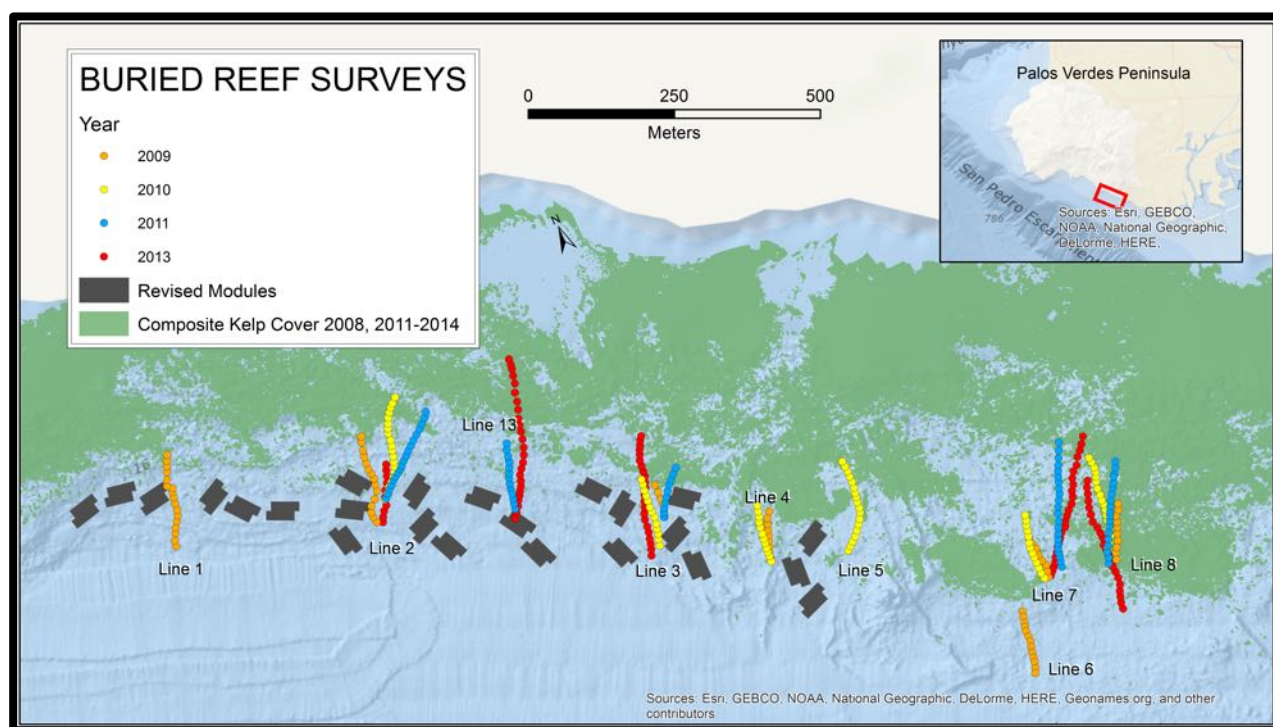 BURIED REEF SURVEYS
Year
2009
2010
2011
2013
Revised Modules
Composite Kelp Cover 2008, 2011-2014
0 250 500
Meters
N
Palos Verdes Peninsula
San Pedro Escarpment
786
Sources: Esri, GEBCO,
NOAA, National Geographic,
DeLorme, HERE,
16
Line 13
Line 4
Line 1
Line 2
Line 3
Line 5
Line 8
Line 7
Line 6
Sources: Esri, GEBCO, NOAA, National Geographic, DeLorme, HERE, Geonames.org, and other
contributors